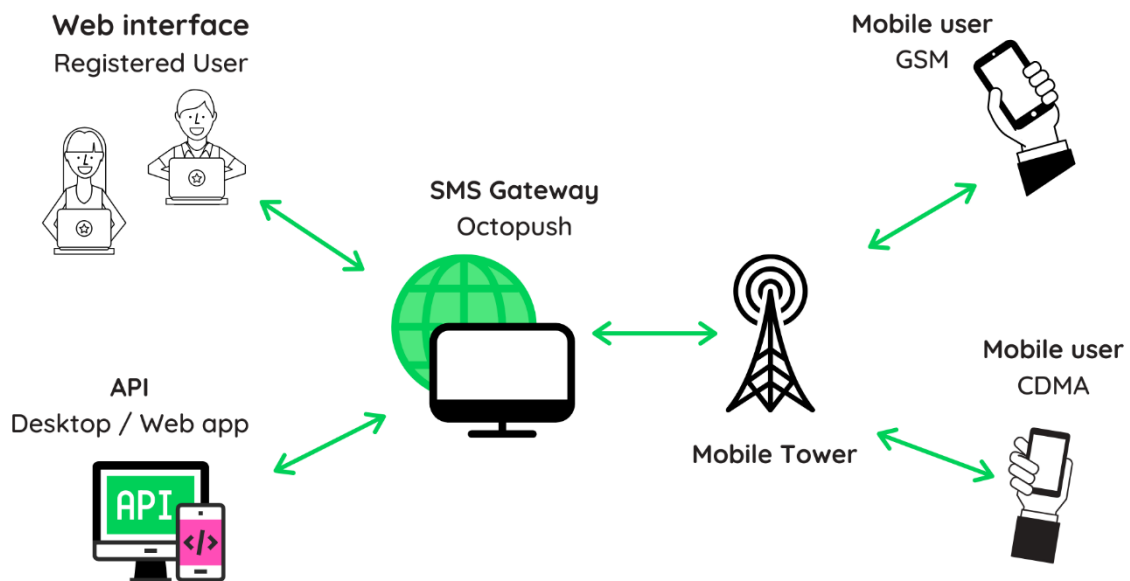 Web interface
Registered User
Mobile user
GSM
SMS Gateway
Octopush
API
Desktop / Web app
API
</>
Mobile Tower
Mobile user
CDMA